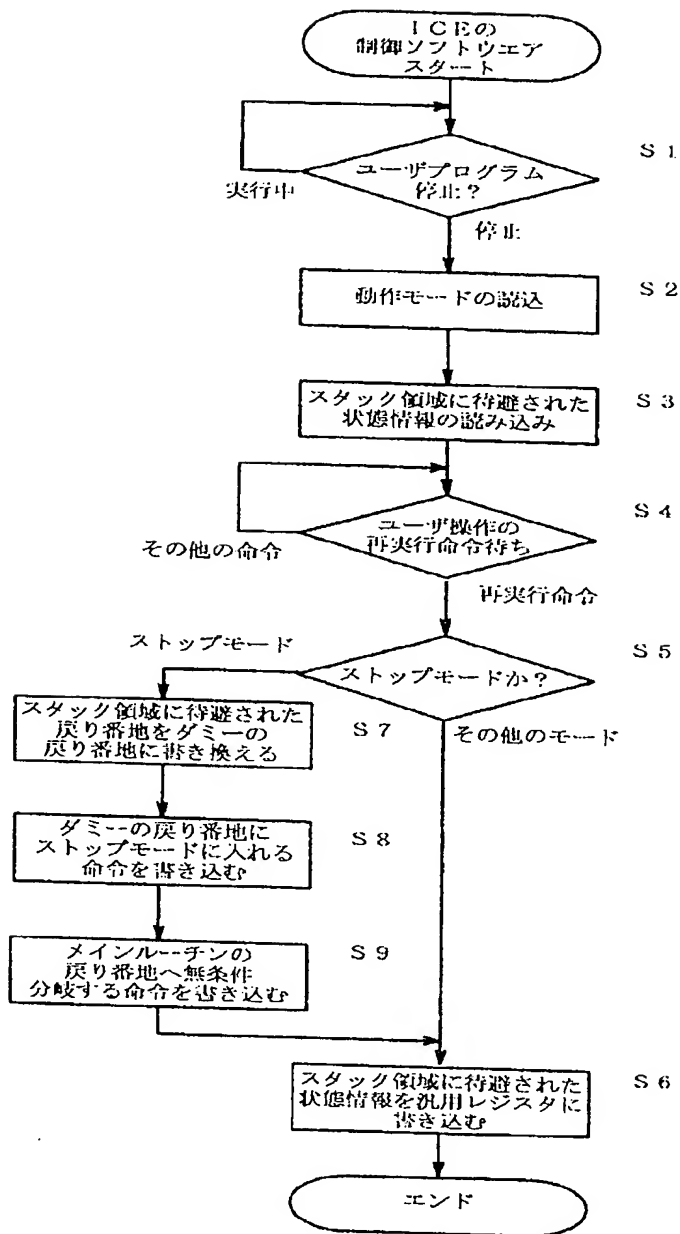 ICEの
制御ソフトウエア
スタート
ユーザプログラム
停止?
S1
実行中
停止
動作モードの読込
S2
スタック領域に待避された
状態情報の読み込み
S3
ユーザ操作の
再実行命令待ち
S4
その他の命令
再実行命令
ストップモード
ストップモードか?
S5
その他のモード
スタック領域に待避された
戻り番地をダミーの
戻り番地に書き換える
S7
ダミーの戻り番地に
ストップモードに入れる
命令を書き込む
S8
メインルーチンの
戻り番地へ無条件
分岐する命令を書き込む
S9
スタック領域に待避された
状態情報を汎用レジスタに
書き込む
S6
エンド